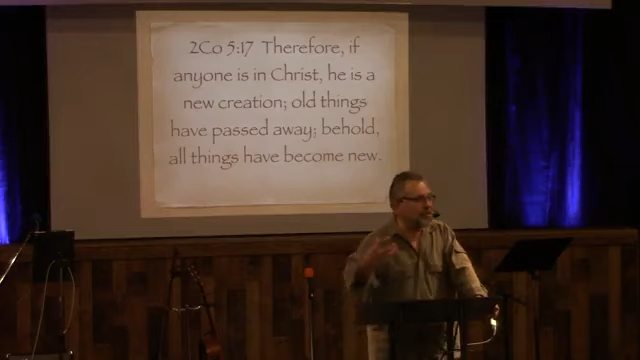 2Co 5:17 Therefore, if
anyone is in Christ, he is a
new creation; old things
have passed away; behold,
all things have become new.